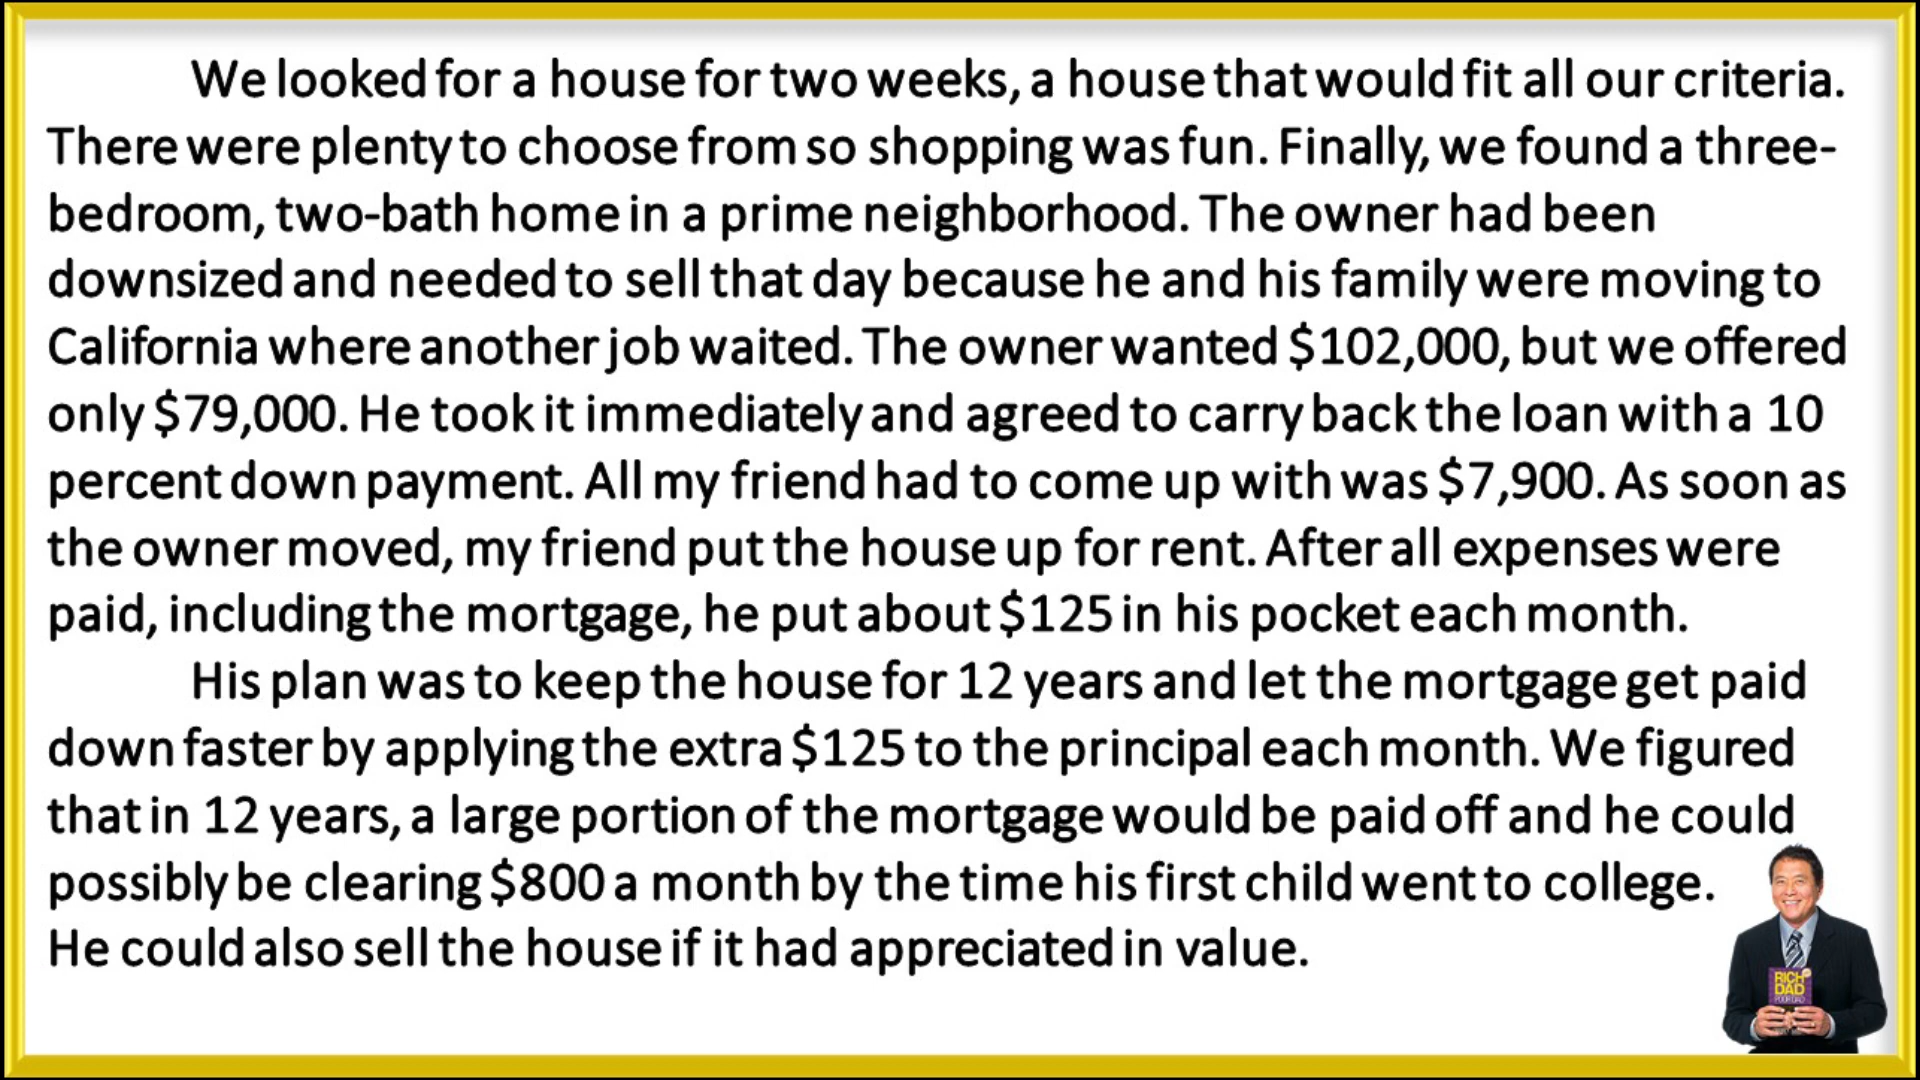 We looked for a house for two weeks, a house that would fit all our criteria.
There were plenty to choose from so shopping was fun. Finally, we found a three-
bedroom, two-bath home in a prime neighborhood. The owner had been
downsized and needed to sell that day because he and his family were moving to
California where another job waited. The owner wanted $102,000, but we offered
only $79,000. He took it immediately and agreed to carry back the loan with a 10
percent down payment. All my friend had to come up with was $7,900. As soon as
the owner moved, my friend put the house up for rent. After all expenses were
paid, including the mortgage, he put about $125 in his pocket each month.
His plan was to keep the house for 12 years and let the mortgage get paid
down faster by applying the extra $125 to the principal each month. We figured
that in 12 years, a large portion of the mortgage would be paid off and he could
possibly be clearing $800 a month by the time his first child went to college.
He could also sell the house if it had appreciated in value.
RICH
DAD
POOR DAD